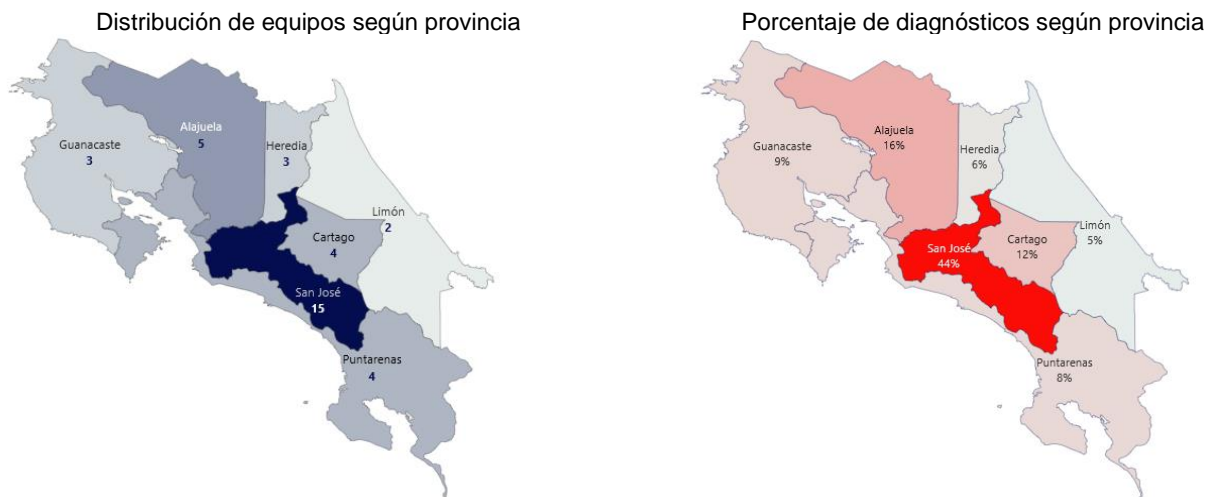 Distribución de equipos según provincia
Alajuela
5
Guanacaste
3
Heredia
3
Limón
2
Cartago
4
San José
15
Puntarenas
4
Porcentaje de diagnósticos según provincia
Alajuela
16%
Guanacaste
9%
Heredia
6%
Limón
5%
Cartago
12%
San José
44%
Puntarenas
8%